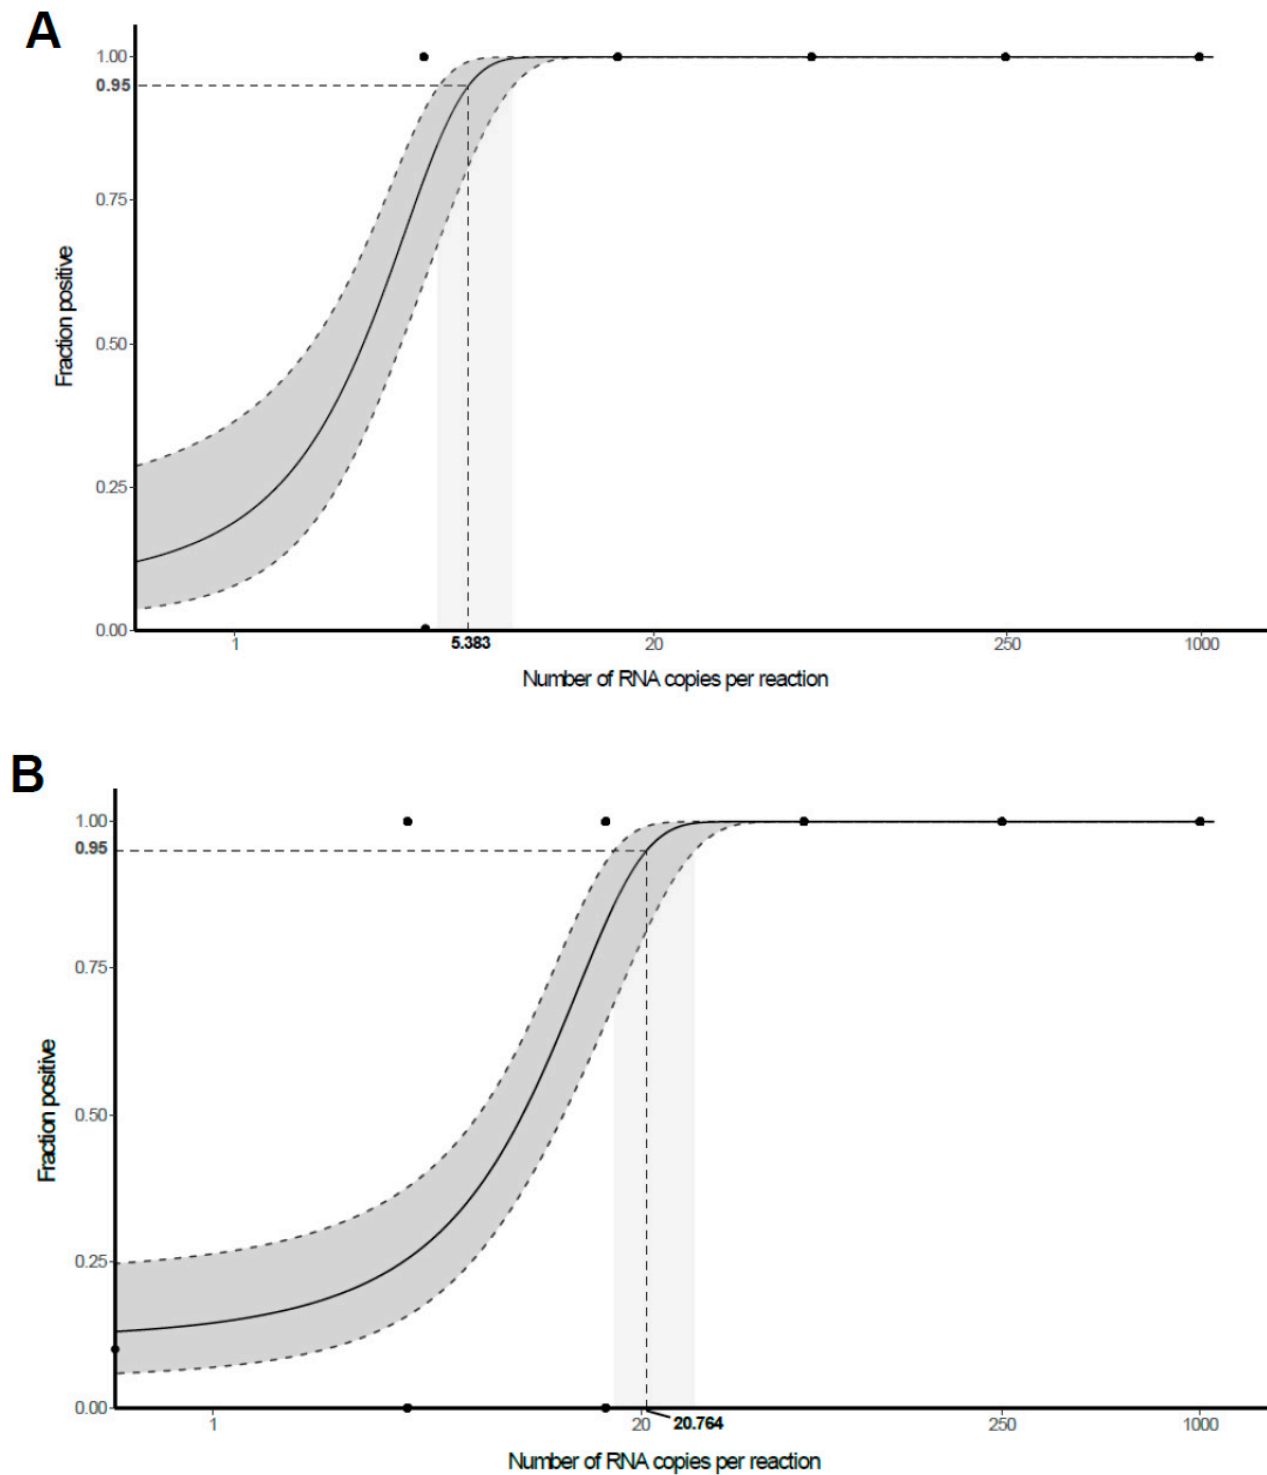 A
1.00
0.95
0.75
0.50
0.25
0.00
Fraction positive
1 5.383 20 250 1000
Number of RNA copies per reaction
B
1.00
0.95
0.75
0.50
0.25
0.00
Fraction positive
1 20 20.764 250 1000
Number of RNA copies per reaction